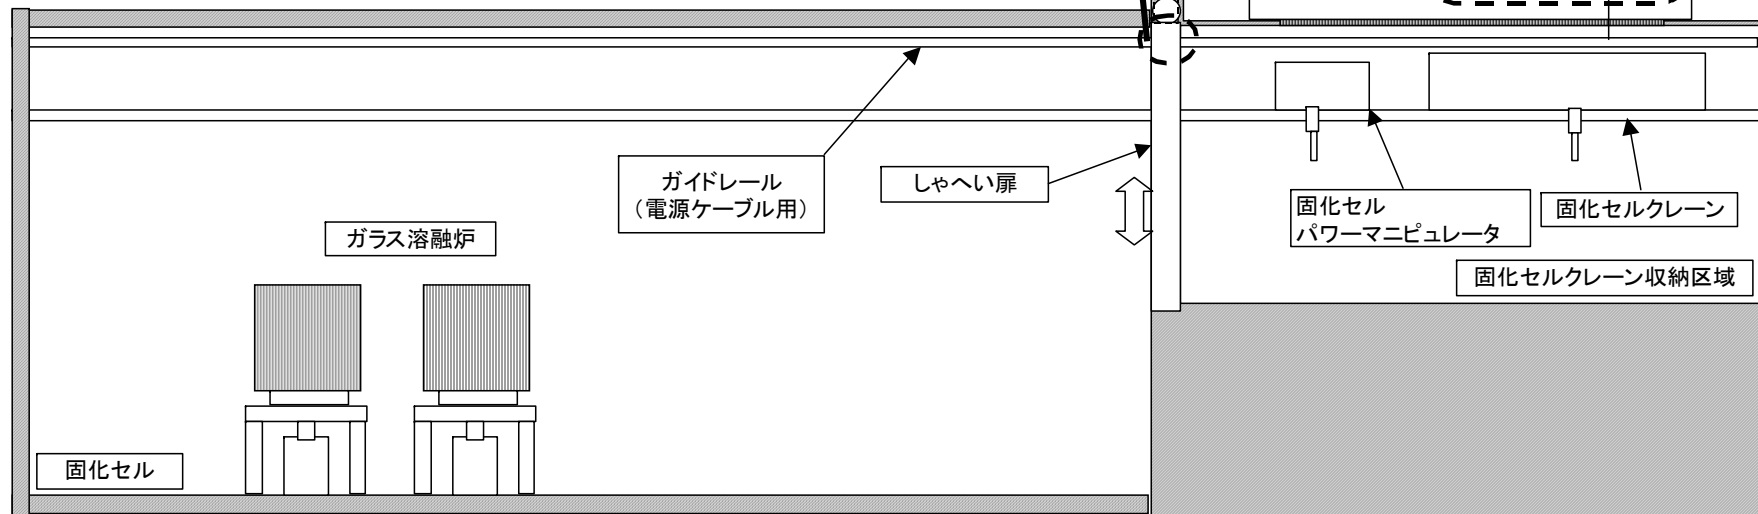 ガイドレール
（電源ケーブル用）
しゃへい扉
固化セル
パワーマニピュレータ
固化セルクレーン
ガラス溶融炉
固化セルクレーン収納区域
固化セル